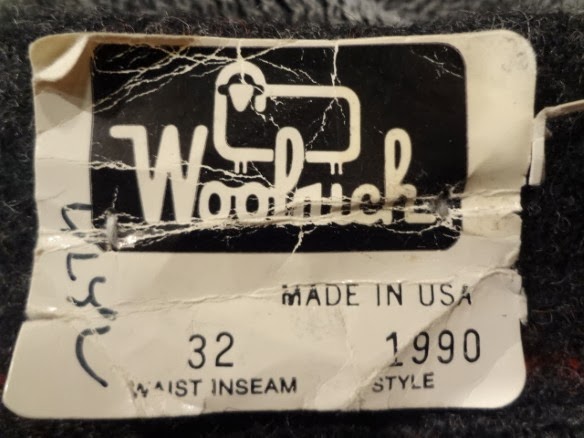 Woolrich
MADE IN USA
32 1990
WAIST INSEAM STYLE